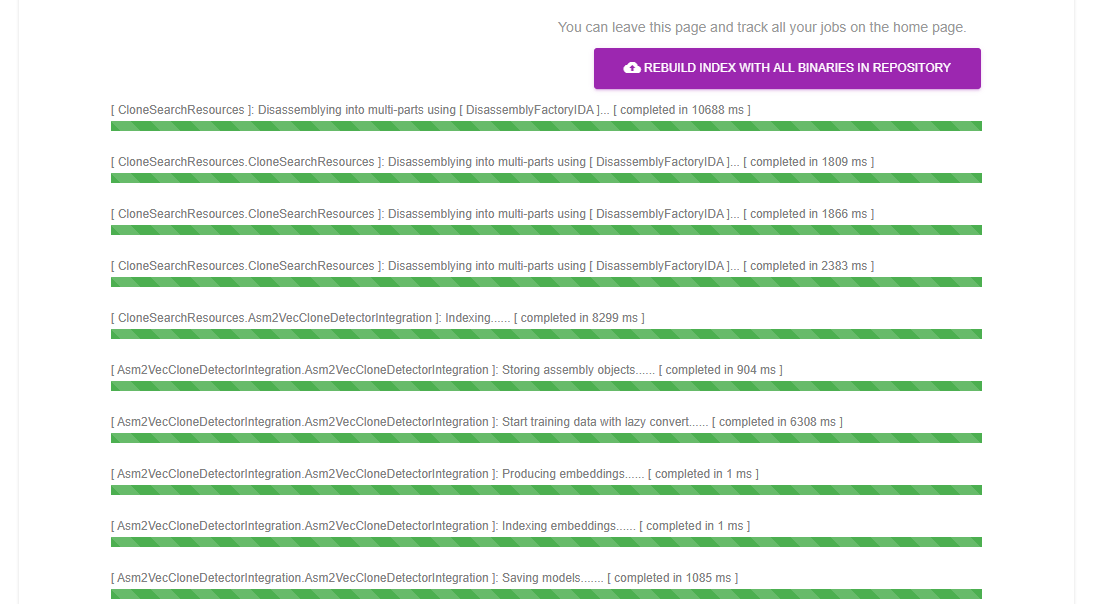 You can leave this page and track all your jobs on the home page.
REBUILD INDEX WITH ALL BINARIES IN REPOSITORY
[ CloneSearchResources ]: Disassembling into multi-parts using [ DisassemblyFactoryIDA ]... [ completed in 10688 ms ]
[ CloneSearchResources.CloneSearchResources ]: Disassemblying into multi-parts using [ DisassemblyFactoryIDA ]... [ completed in 1809 ms ]
[ CloneSearchResources.CloneSearchResources ]: Disassemblying into multi-parts using [ DisassemblyFactoryIDA ]... [ completed in 1866 ms ]
[ CloneSearchResources.CloneSearchResources ]: Disassemblying into multi-parts using [ DisassemblyFactoryIDA ]... [ completed in 2383 ms ]
[ CloneSearchResources.Asm2VecCloneDetectorIntegration ]: Indexing...... [ completed in 8299 ms ]
[ Asm2VecCloneDetectorIntegration.Asm2VecCloneDetectorIntegration ]: Storing assembly objects...... [ completed in 904 ms ]
[ Asm2VecCloneDetectorIntegration.Asm2VecCloneDetectorIntegration ]: Start training data with lazy convert...... [ completed in 6308 ms ]
[ Asm2VecCloneDetectorIntegration.Asm2VecCloneDetectorIntegration ]: Producing embeddings...... [ completed in 1 ms ]
[ Asm2VecCloneDetectorIntegration.Asm2VecCloneDetectorIntegration ]: Indexing embeddings...... [ completed in 1 ms ]
[ Asm2VecCloneDetectorIntegration.Asm2VecCloneDetectorIntegration ]: Saving models....... [ completed in 1085 ms ]